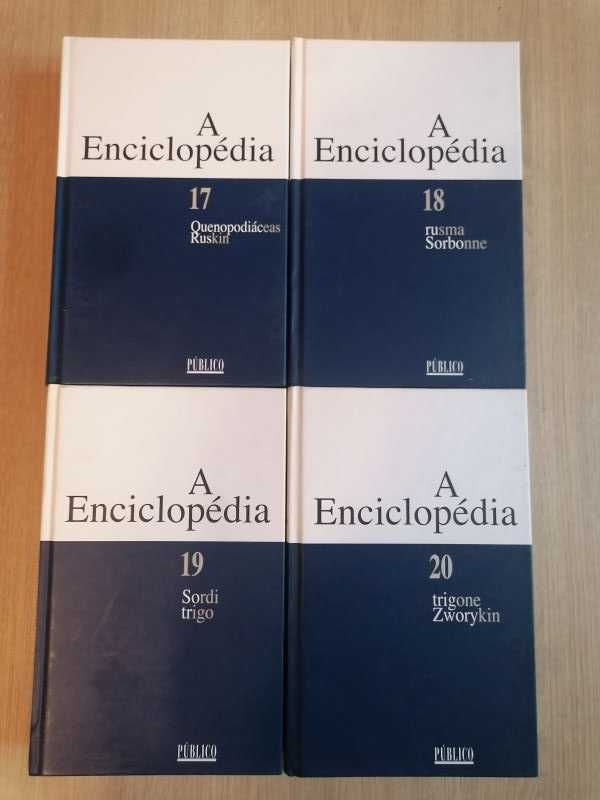 A
Enciclopédia
17
Quenopodiáceas
Ruskin
PÚBLICO
A
Enciclopédia
18
rusma
Sorbonne
PÚBLICO
A
Enciclopédia
19
Sordi
trigo
PÚBLICO
A
Enciclopédia
20
trigone
Zworykin
PÚBLICO